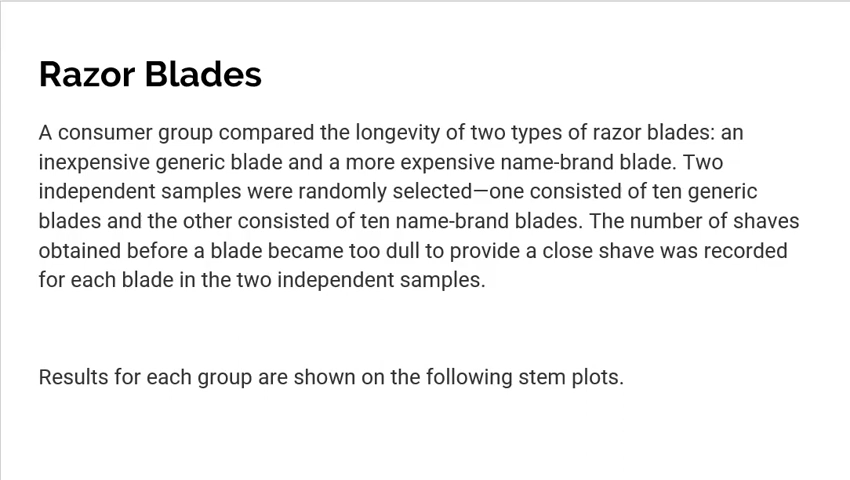 Razor Blades
A consumer group compared the longevity of two types of razor blades: an
inexpensive generic blade and a more expensive name-brand blade. Two
independent samples were randomly selected—one consisted of ten generic
blades and the other consisted of ten name-brand blades. The number of shaves
obtained before a blade became too dull to provide a close shave was recorded
for each blade in the two independent samples.
Results for each group are shown on the following stem plots.